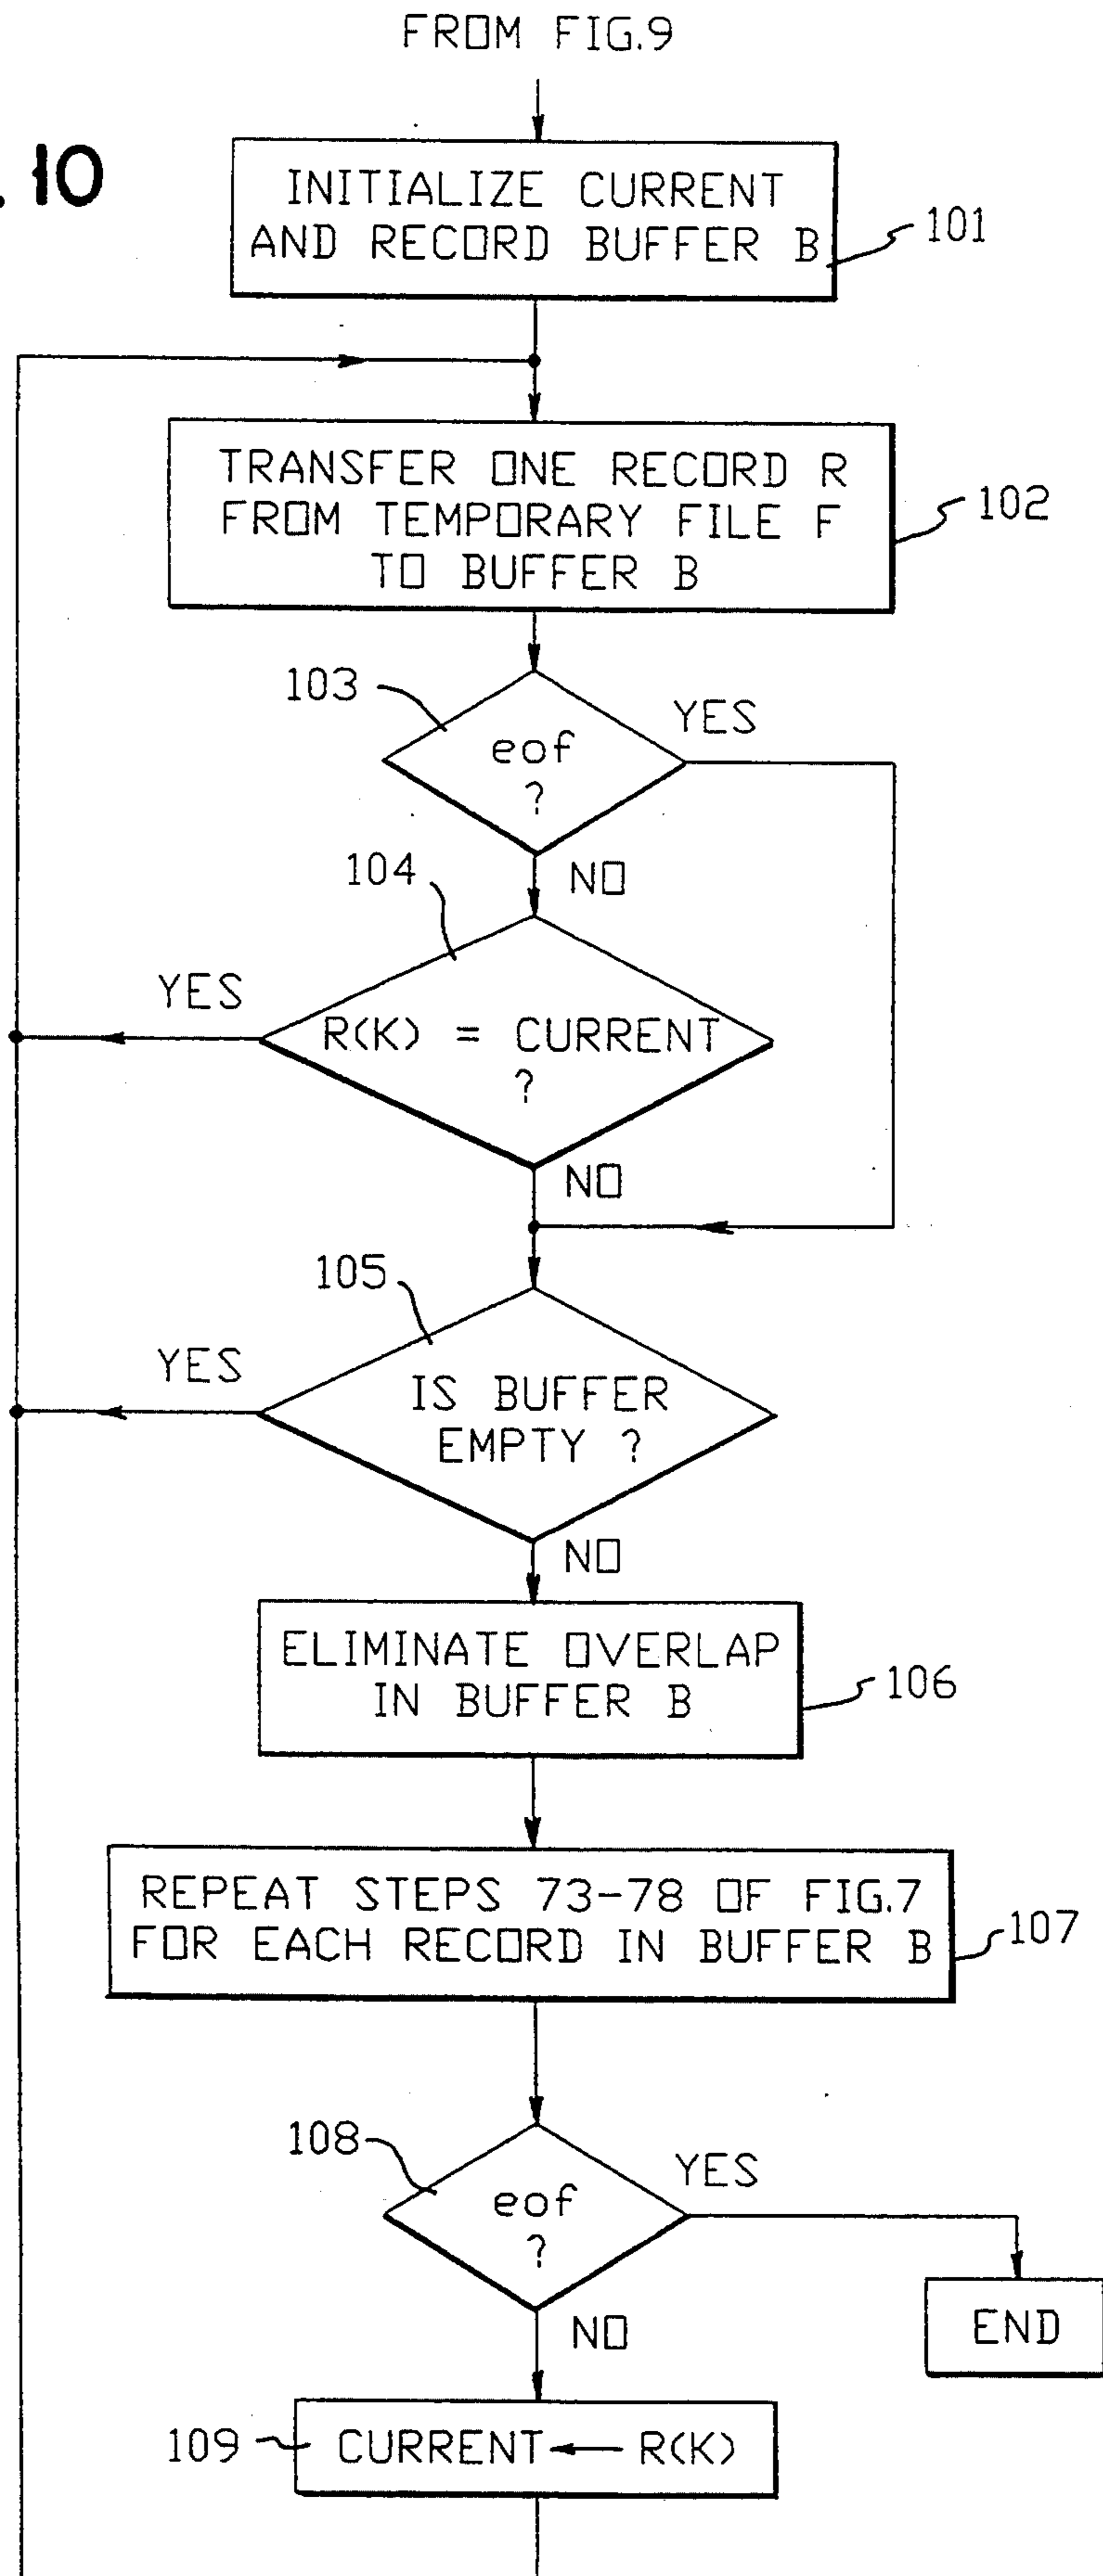 FROM FIG.9
. 10
INITIALIZE CURRENT
AND RECORD BUFFER B
101
TRANSFER ONE RECORD R
FROM TEMPORARY FILE F
TO BUFFER B
102
103
eof
?
YES
NO
104
YES
R(K) = CURRENT
?
NO
105
YES
IS BUFFER
EMPTY ?
NO
ELIMINATE OVERLAP
IN BUFFER B
106
REPEAT STEPS 73-78 OF FIG.7
FOR EACH RECORD IN BUFFER B
107
108
eof
?
YES
END
NO
109
CURRENT ← R(K)